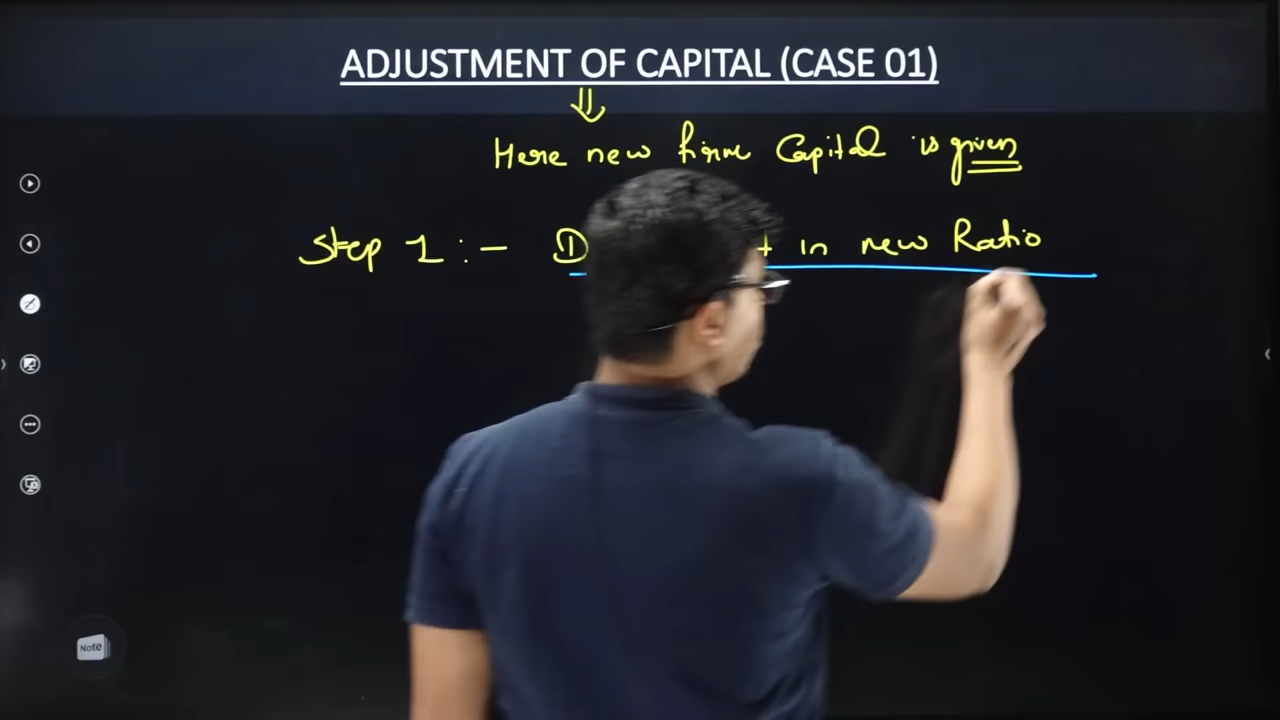 ADJUSTMENT OF CAPITAL (CASE 01)
Here new firm Capital is given
Step 1:- in new Ratio
Note